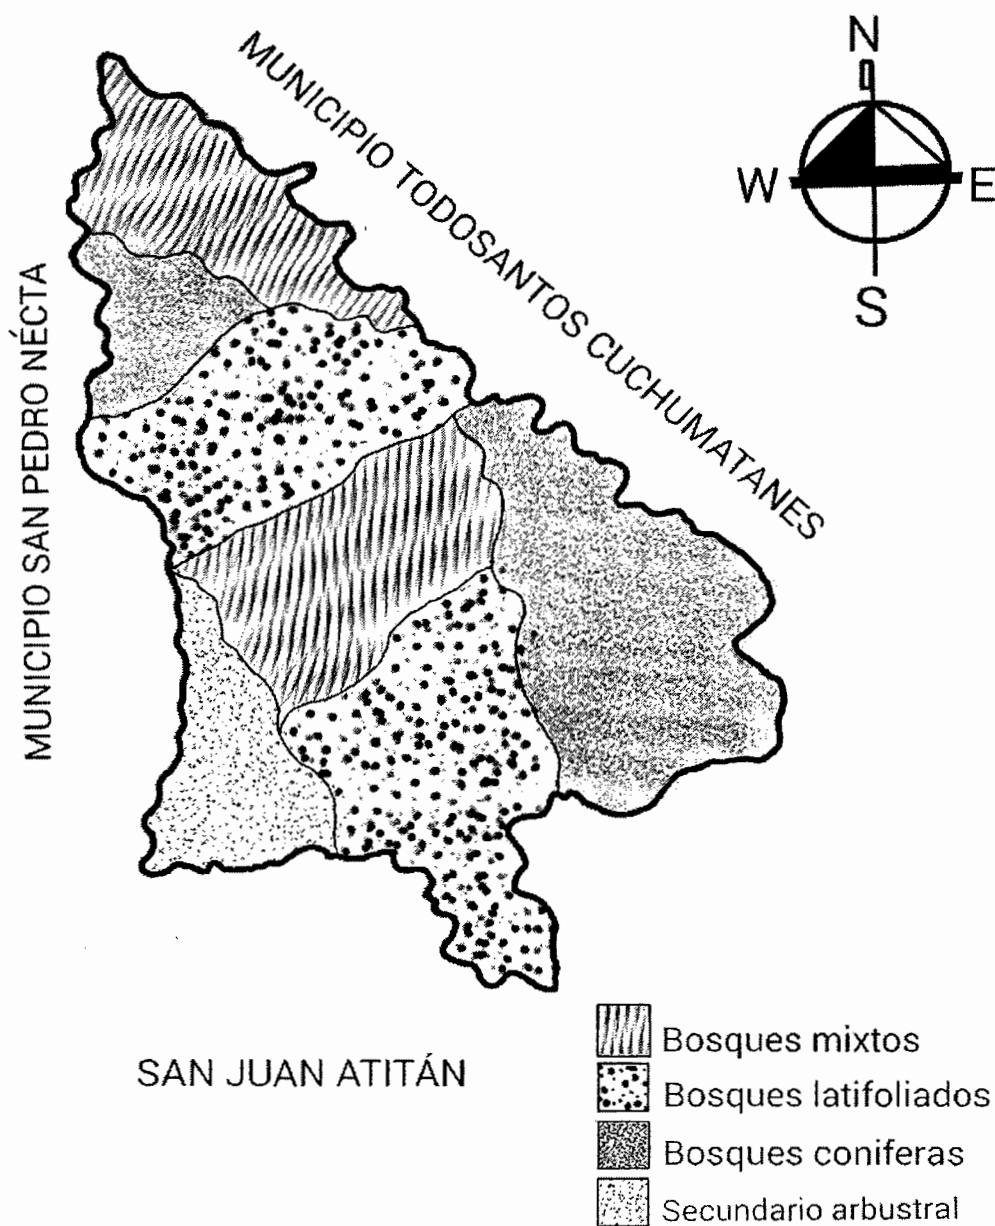 N
MUNICIPIO TODOSANTOS CUCHUMATANES
W
E
S
MUNICIPIO SAN PEDRO NÉCTA
SAN JUAN ATITÁN
Bosques mixtos
Bosques latifoliados
Bosques coniferas
Secundario arbustral